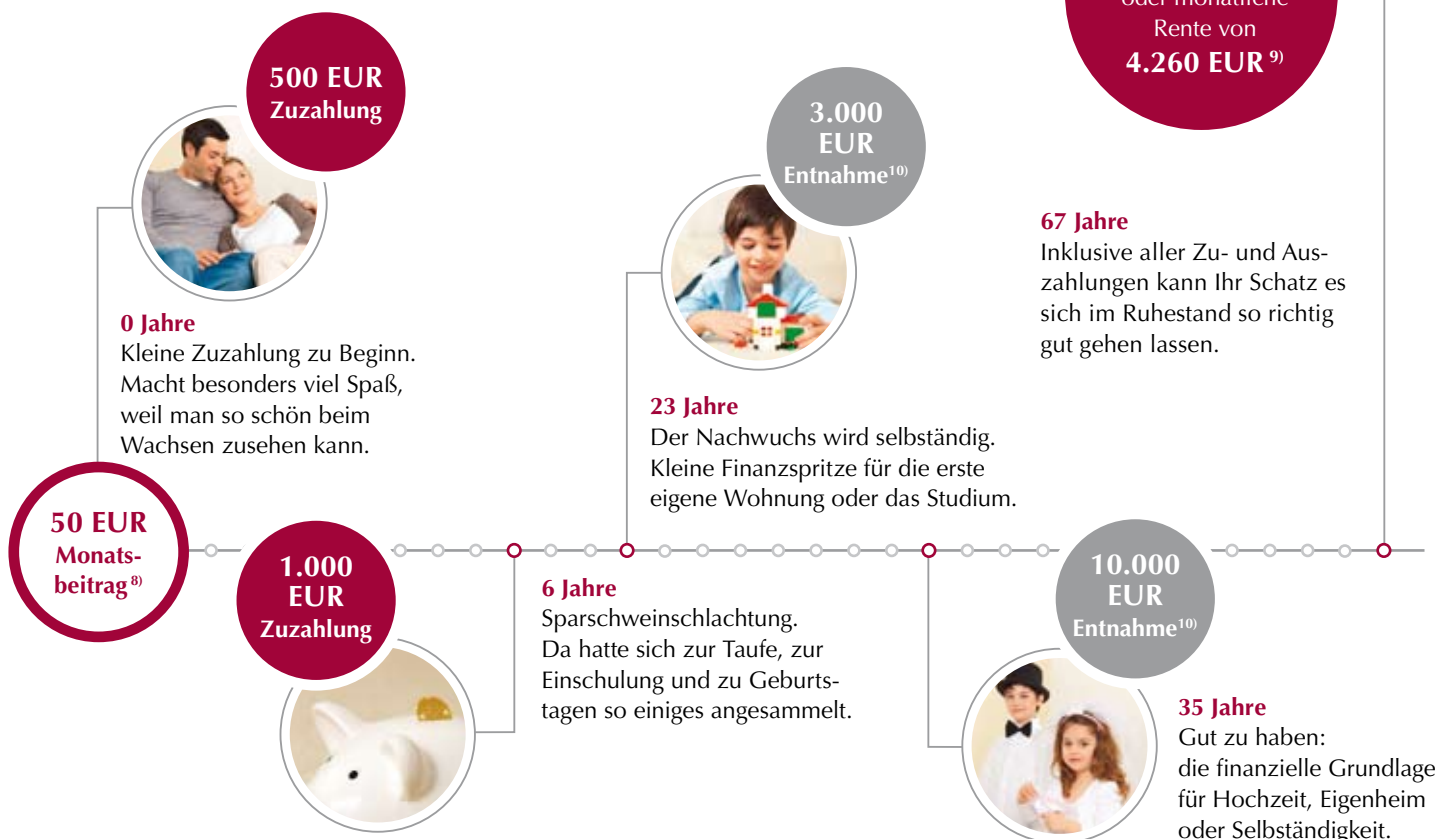 oder monatliche
Rente von
4.260 EUR 9)
500 EUR
Zuzahlung
0 Jahre
Kleine Zuzahlung zu Beginn.
Macht besonders viel Spaß,
weil man so schön beim
Wachsen zusehen kann.
3.000
EUR
Entnahme10)
23 Jahre
Der Nachwuchs wird selbständig.
Kleine Finanzspritze für die erste
eigene Wohnung oder das Studium.
67 Jahre
Inklusive aller Zu- und Aus-
zahlungen kann Ihr Schatz es
sich im Ruhestand so richtig
gut gehen lassen.
50 EUR
Monats-
beitrag 8)
1.000
EUR
Zuzahlung
6 Jahre
Sparschweinschlachtung.
Da hatte sich zur Taufe, zur
Einschulung und zu Geburts-
tagen so einiges angesammelt.
10.000
EUR
Entnahme10)
35 Jahre
Gut zu haben:
die finanzielle Grundlage
für Hochzeit, Eigenheim
oder Selbständigkeit.